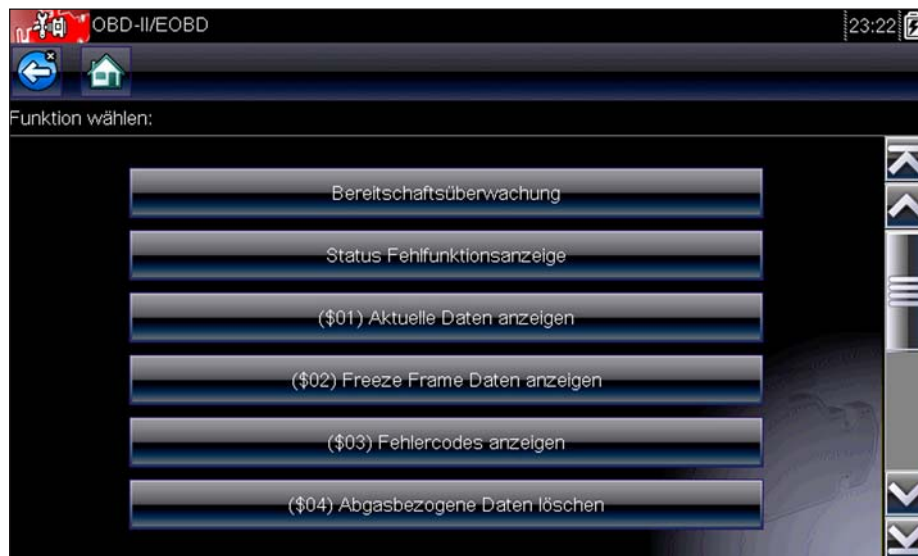 OBD-II/EOBD
23:22
Funktion wählen:
Bereitschaftsüberwachung
Status Fehlfunktionsanzeige
($01) Aktuelle Daten anzeigen
($02) Freeze Frame Daten anzeigen
($03) Fehlercodes anzeigen
($04) Abgasbezogene Daten löschen